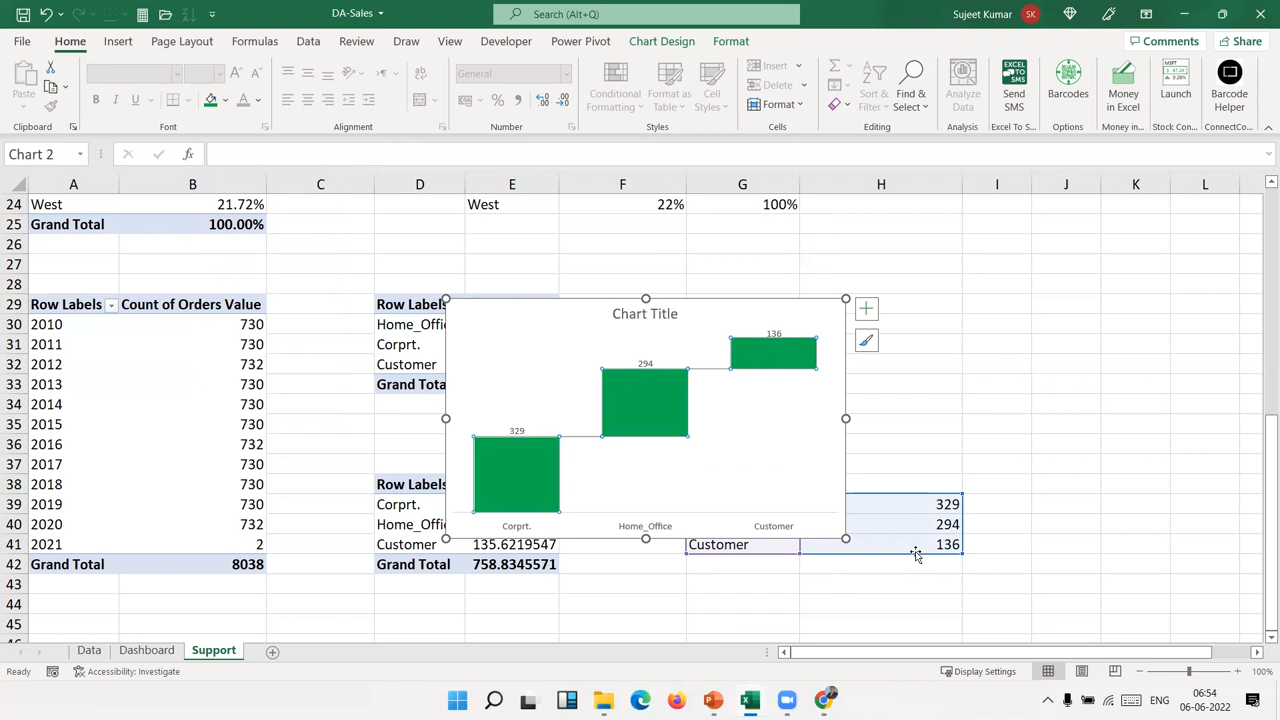 DA-Sales
Search (Alt+Q)
Sujeet Kumar
SK
File Home Insert Page Layout Formulas Data Review Draw View Developer Power Pivot Chart Design Format
Comments Share
Paste
General
Conditional Formatting
Format as Table
Cell Styles
Insert
Delete
Format
Sort & Filter
Find & Select
Analyze Data
Send SMS
Barcodes
Money in Excel
Launch
Barcode Helper
Clipboard Font Alignment Number Styles Cells Editing Analysis Excel To S... Options Money in... Stock Con... ConnectCo...
Chart 2
fx
A B C D E F G H I J K L
24 West 21.72% West 22% 100%
25 Grand Total 100.00%
26
27
28
29 Row Labels Count of Orders Value Row Labels
30 2010 730 Home_Office
31 2011 730 Corprt.
32 2012 732 Customer
33 2013 730 Grand Tota
34 2014 730
35 2015 730
36 2016 732
37 2017 730
38 2018 730 Row Labels
39 2019 730 Corprt. 329
40 2020 732 Home_Offic 294
41 2021 2 Customer 135.6219547 Customer 136
42 Grand Total 8038 Grand Total 758.8345571
43
44
45
Chart Title
136
294
329
Corprt. Home_Office Customer
Data Dashboard Support
Ready Accessibility: Investigate Display Settings 100%
ENG
06:54
06-06-2022